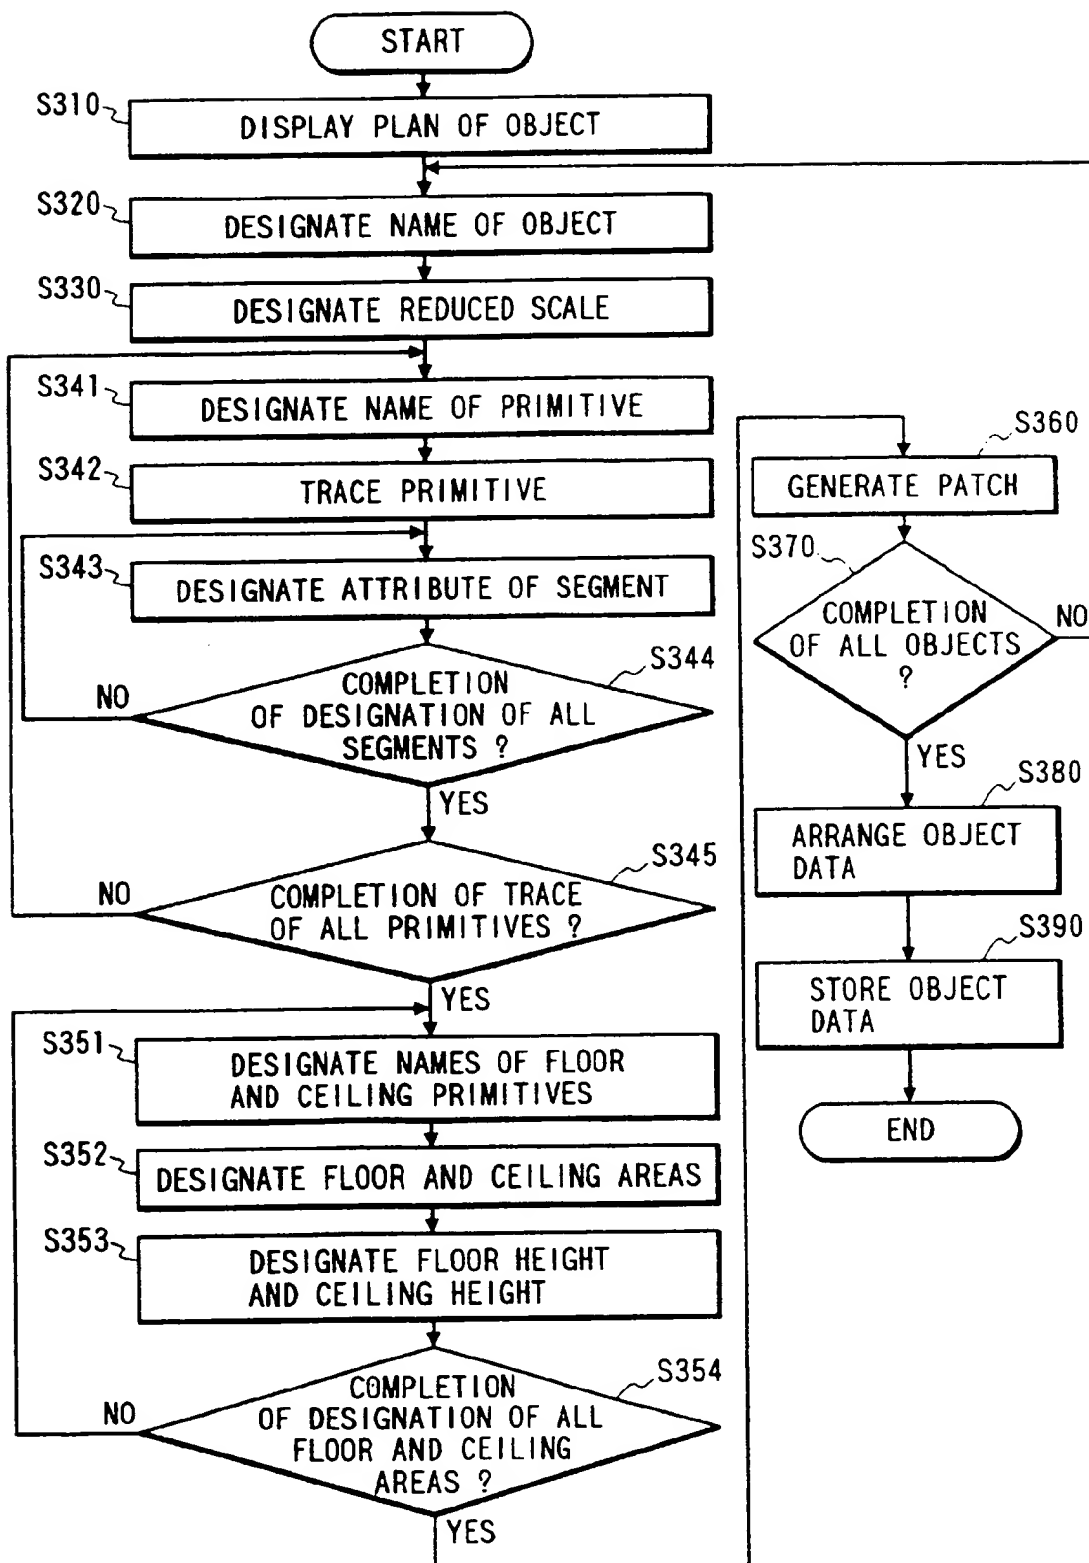 START
S310
DISPLAY PLAN OF OBJECT
S320
DESIGNATE NAME OF OBJECT
S330
DESIGNATE REDUCED SCALE
S341
DESIGNATE NAME OF PRIMITIVE
S342
TRACE PRIMITIVE
S343
DESIGNATE ATTRIBUTE OF SEGMENT
S344
COMPLETION
OF DESIGNATION OF ALL
SEGMENTS ?
NO
YES
S345
COMPLETION OF TRACE
OF ALL PRIMITIVES ?
NO
YES
S351
DESIGNATE NAMES OF FLOOR
AND CEILING PRIMITIVES
S352
DESIGNATE FLOOR AND CEILING AREAS
S353
DESIGNATE FLOOR HEIGHT
AND CEILING HEIGHT
S354
COMPLETION
OF DESIGNATION OF ALL
FLOOR AND CEILING
AREAS ?
NO
YES
S360
GENERATE PATCH
S370
COMPLETION
OF ALL OBJECTS
?
NO
YES
S380
ARRANGE OBJECT
DATA
S390
STORE OBJECT
DATA
END